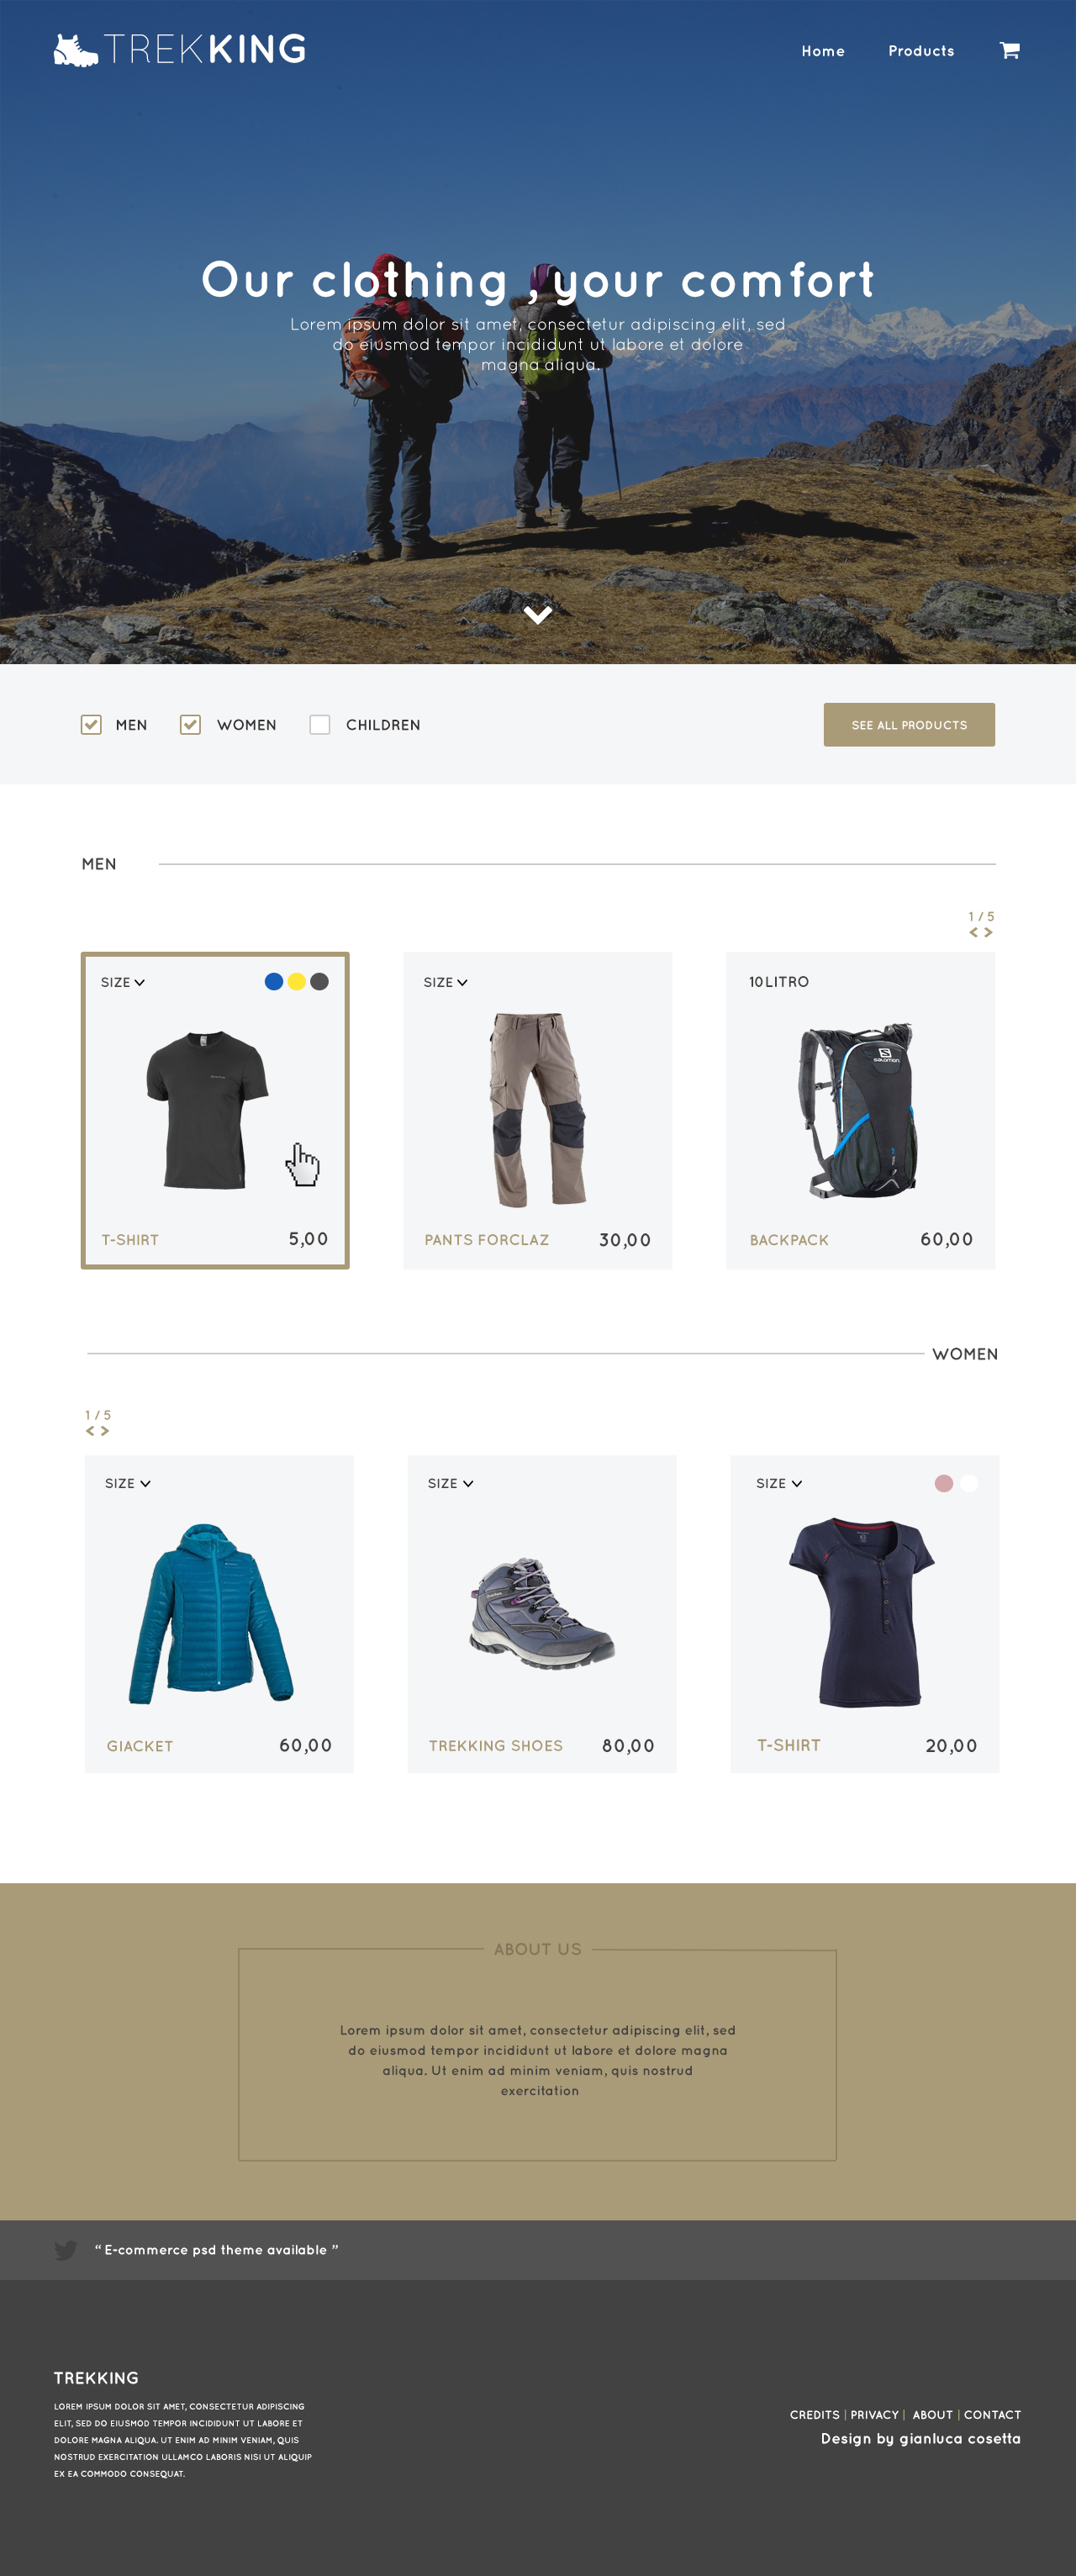 TREKKING
Home Products
Our clothing , your comfort
Lorem ipsum dolor sit amet, consectetur adipiscing elit, sed
do eiusmod tempor incididunt ut labore et dolore
magna aliqua.
MEN WOMEN CHILDREN SEE ALL PRODUCTS
MEN
1 / 5
< >
SIZE SIZE 10LITRO
salomon
T-SHIRT 5,00 PANTS FORCLAZ 30,00 BACKPACK 60,00
WOMEN
1 / 5
< >
SIZE SIZE SIZE
GIACKET 60,00 TREKKING SHOES 80,00 T-SHIRT 20,00
ABOUT US
Lorem ipsum dolor sit amet, consectetur adipiscing elit, sed
do eiusmod tempor incididunt ut labore et dolore magna
aliqua. Ut enim ad minim veniam, quis nostrud
exercitation
“ E-commerce psd theme available ”
TREKKING
LOREM IPSUM DOLOR SIT AMET, CONSECTETUR ADIPISCING
ELIT, SED DO EIUSMOD TEMPOR INCIDIDUNT UT LABORE ET
DOLORE MAGNA ALIQUA. UT ENIM AD MINIM VENIAM, QUIS
NOSTRUD EXERCITATION ULLAMCO LABORIS NISI UT ALIQUIP
EX EA COMMODO CONSEQUAT.
CREDITS | PRIVACY | ABOUT | CONTACT
Design by gianluca cosetta